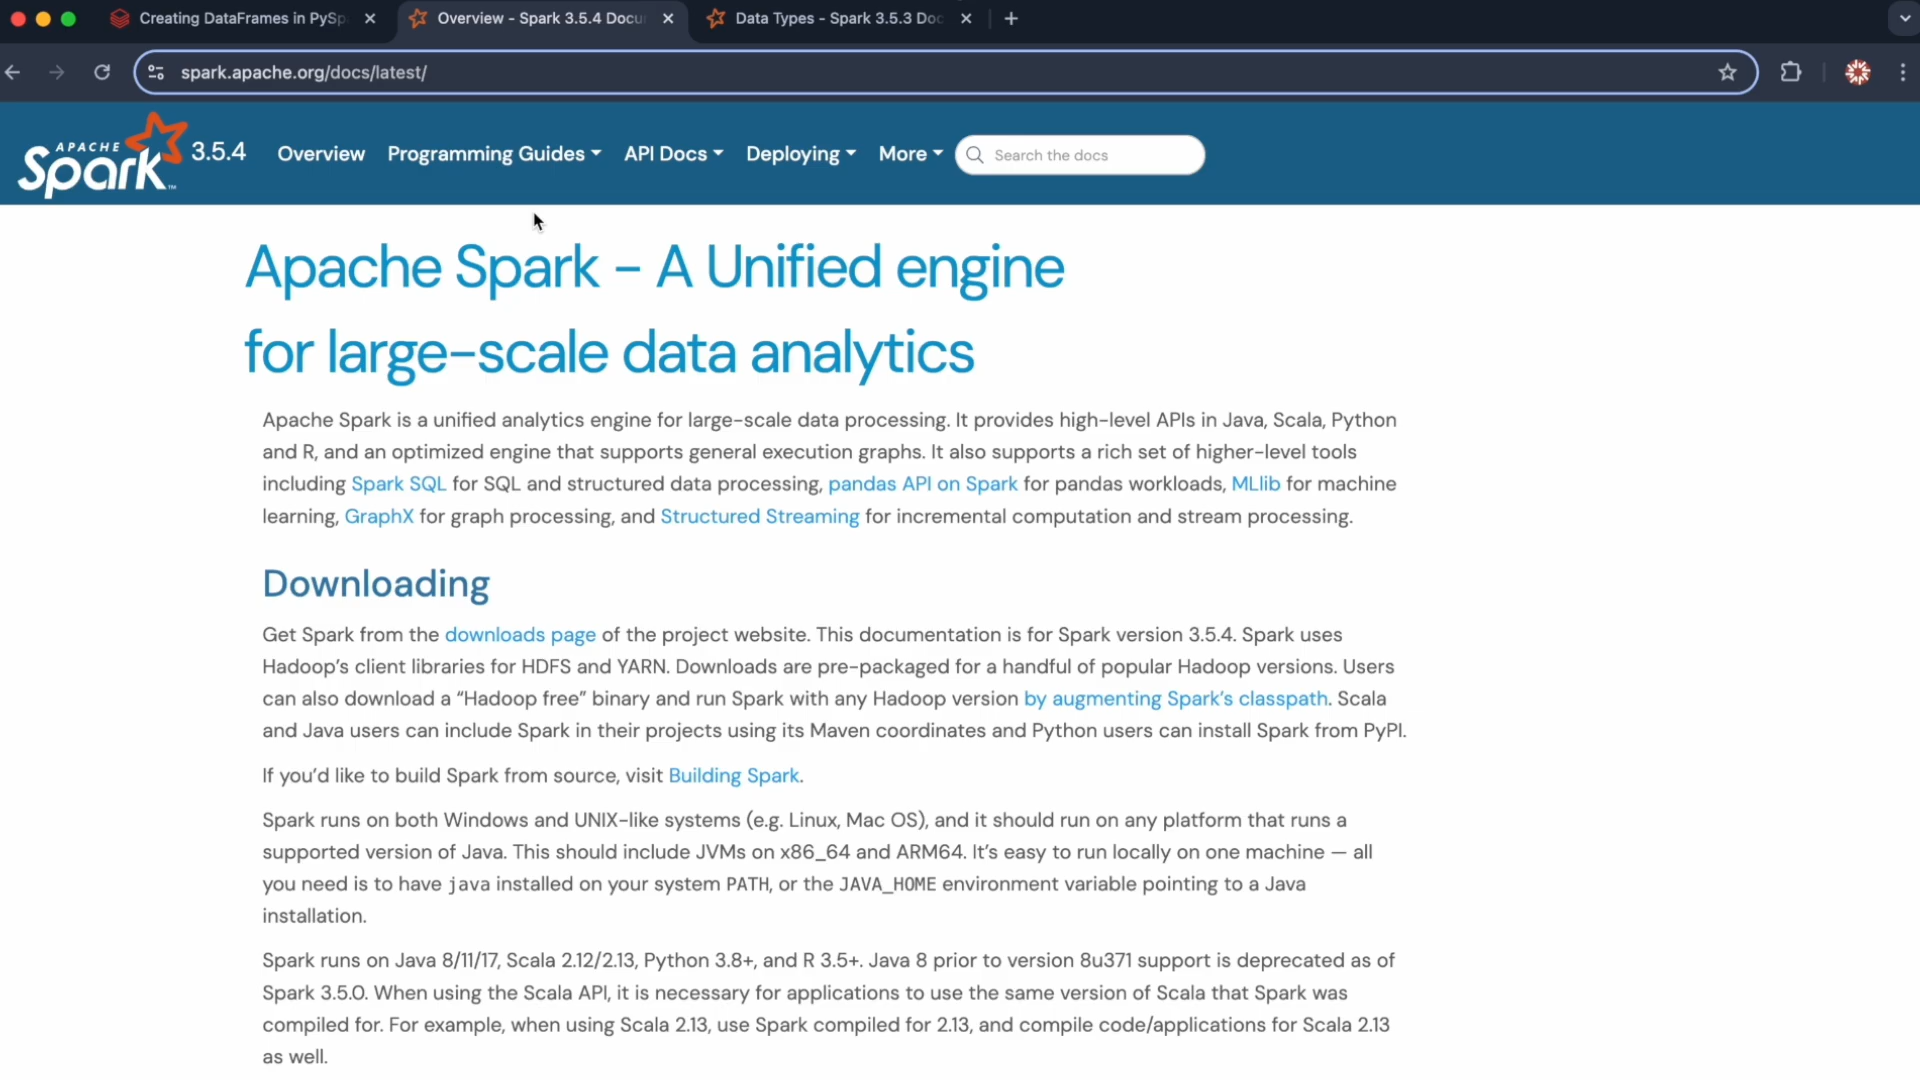 Creating DataFrames in PySp
Overview - Spark 3.5.4 Docu
Data Types - Spark 3.5.3 Doc
spark.apache.org/docs/latest/
APACHE Spark™ 3.5.4
Overview
Programming Guides
API Docs
Deploying
More
Search the docs
Apache Spark - A Unified engine
for large-scale data analytics
Apache Spark is a unified analytics engine for large-scale data processing. It provides high-level APIs in Java, Scala, Python
and R, and an optimized engine that supports general execution graphs. It also supports a rich set of higher-level tools
including Spark SQL for SQL and structured data processing, pandas API on Spark for pandas workloads, MLlib for machine
learning, GraphX for graph processing, and Structured Streaming for incremental computation and stream processing.
Downloading
Get Spark from the downloads page of the project website. This documentation is for Spark version 3.5.4. Spark uses
Hadoop’s client libraries for HDFS and YARN. Downloads are pre-packaged for a handful of popular Hadoop versions. Users
can also download a “Hadoop free” binary and run Spark with any Hadoop version by augmenting Spark’s classpath. Scala
and Java users can include Spark in their projects using its Maven coordinates and Python users can install Spark from PyPI.
If you’d like to build Spark from source, visit Building Spark.
Spark runs on both Windows and UNIX-like systems (e.g. Linux, Mac OS), and it should run on any platform that runs a
supported version of Java. This should include JVMs on x86_64 and ARM64. It’s easy to run locally on one machine — all
you need is to have java installed on your system PATH, or the JAVA_HOME environment variable pointing to a Java
installation.
Spark runs on Java 8/11/17, Scala 2.12/2.13, Python 3.8+, and R 3.5+. Java 8 prior to version 8u371 support is deprecated as of
Spark 3.5.0. When using the Scala API, it is necessary for applications to use the same version of Scala that Spark was
compiled for. For example, when using Scala 2.13, use Spark compiled for 2.13, and compile code/applications for Scala 2.13
as well.